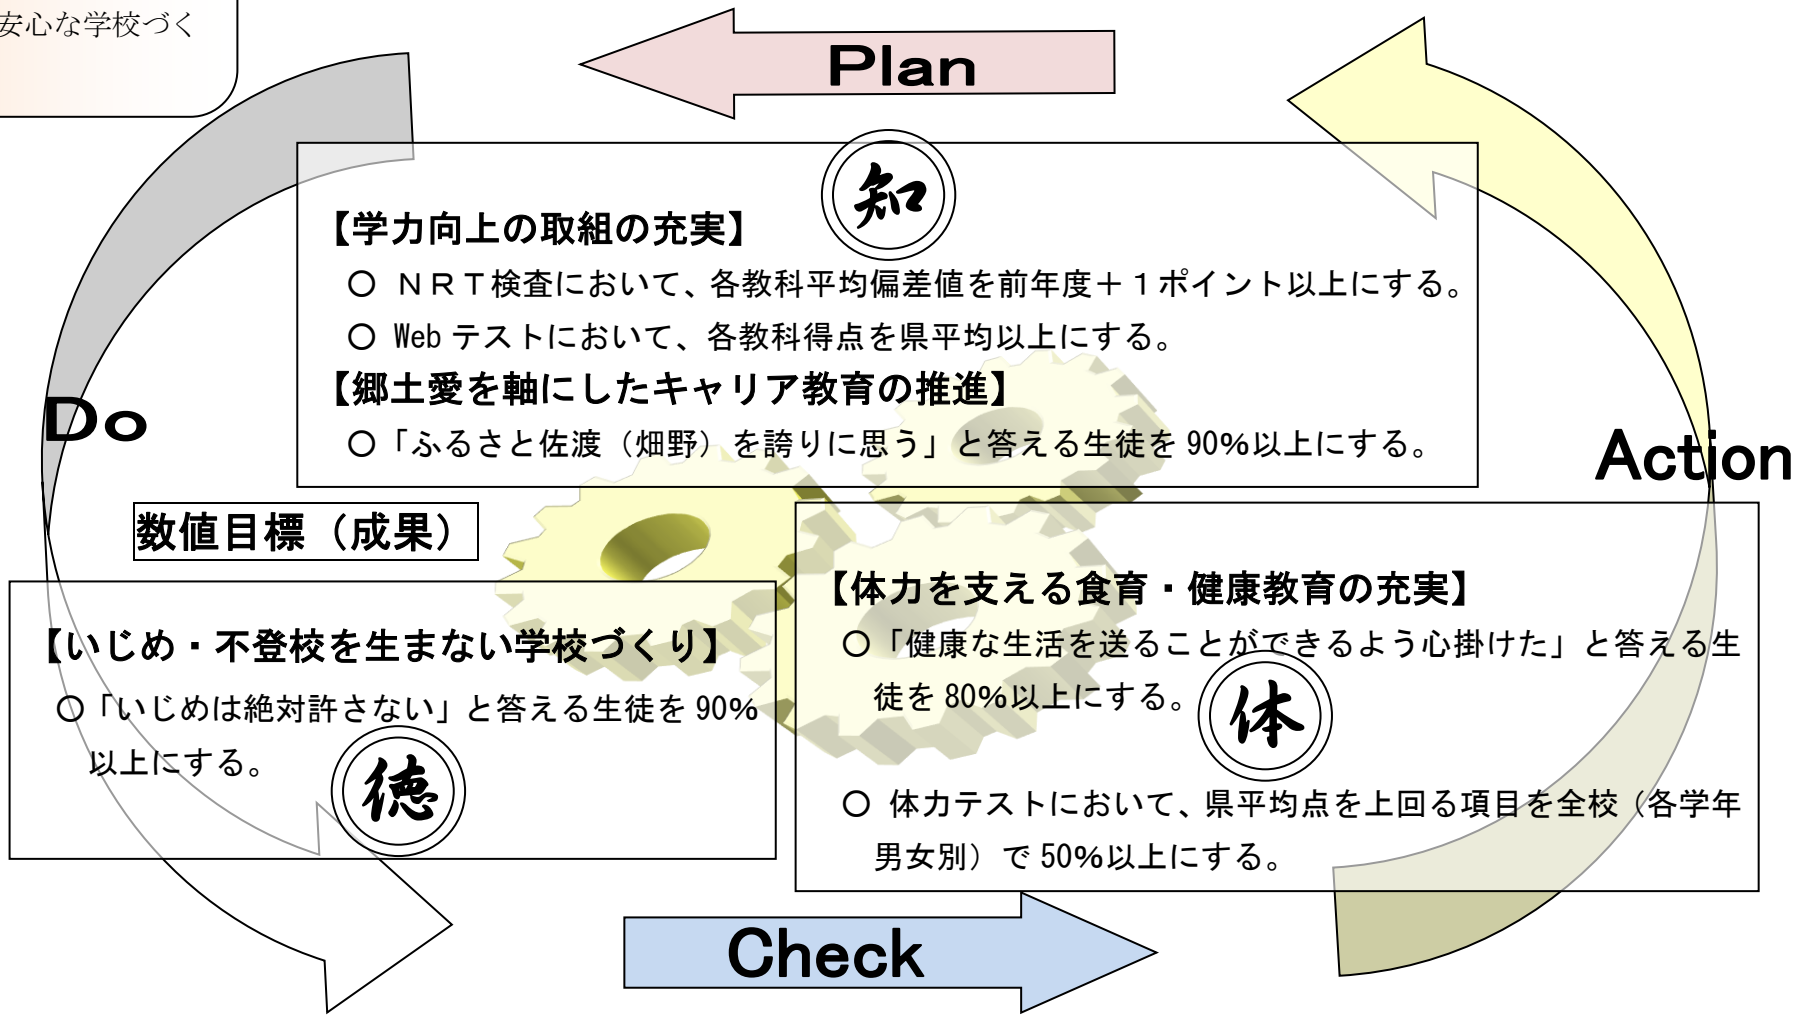 安心な学校づく
Plan
知
【学力向上の取組の充実】
○ ＮＲＴ検査において、各教科平均偏差値を前年度＋１ポイント以上にする。
○ Web テストにおいて、各教科得点を県平均以上にする。
【郷土愛を軸にしたキャリア教育の推進】
○「ふるさと佐渡（畑野）を誇りに思う」と答える生徒を 90%以上にする。
Do
Action
数値目標（成果）
【いじめ・不登校を生まない学校づくり】
○「いじめは絶対許さない」と答える生徒を 90%
以上にする。
徳
【体力を支える食育・健康教育の充実】
○「健康な生活を送ることができるよう心掛けた」と答える生
徒を 80%以上にする。
体
○ 体力テストにおいて、県平均点を上回る項目を全校（各学年
男女別）で 50%以上にする。
Check